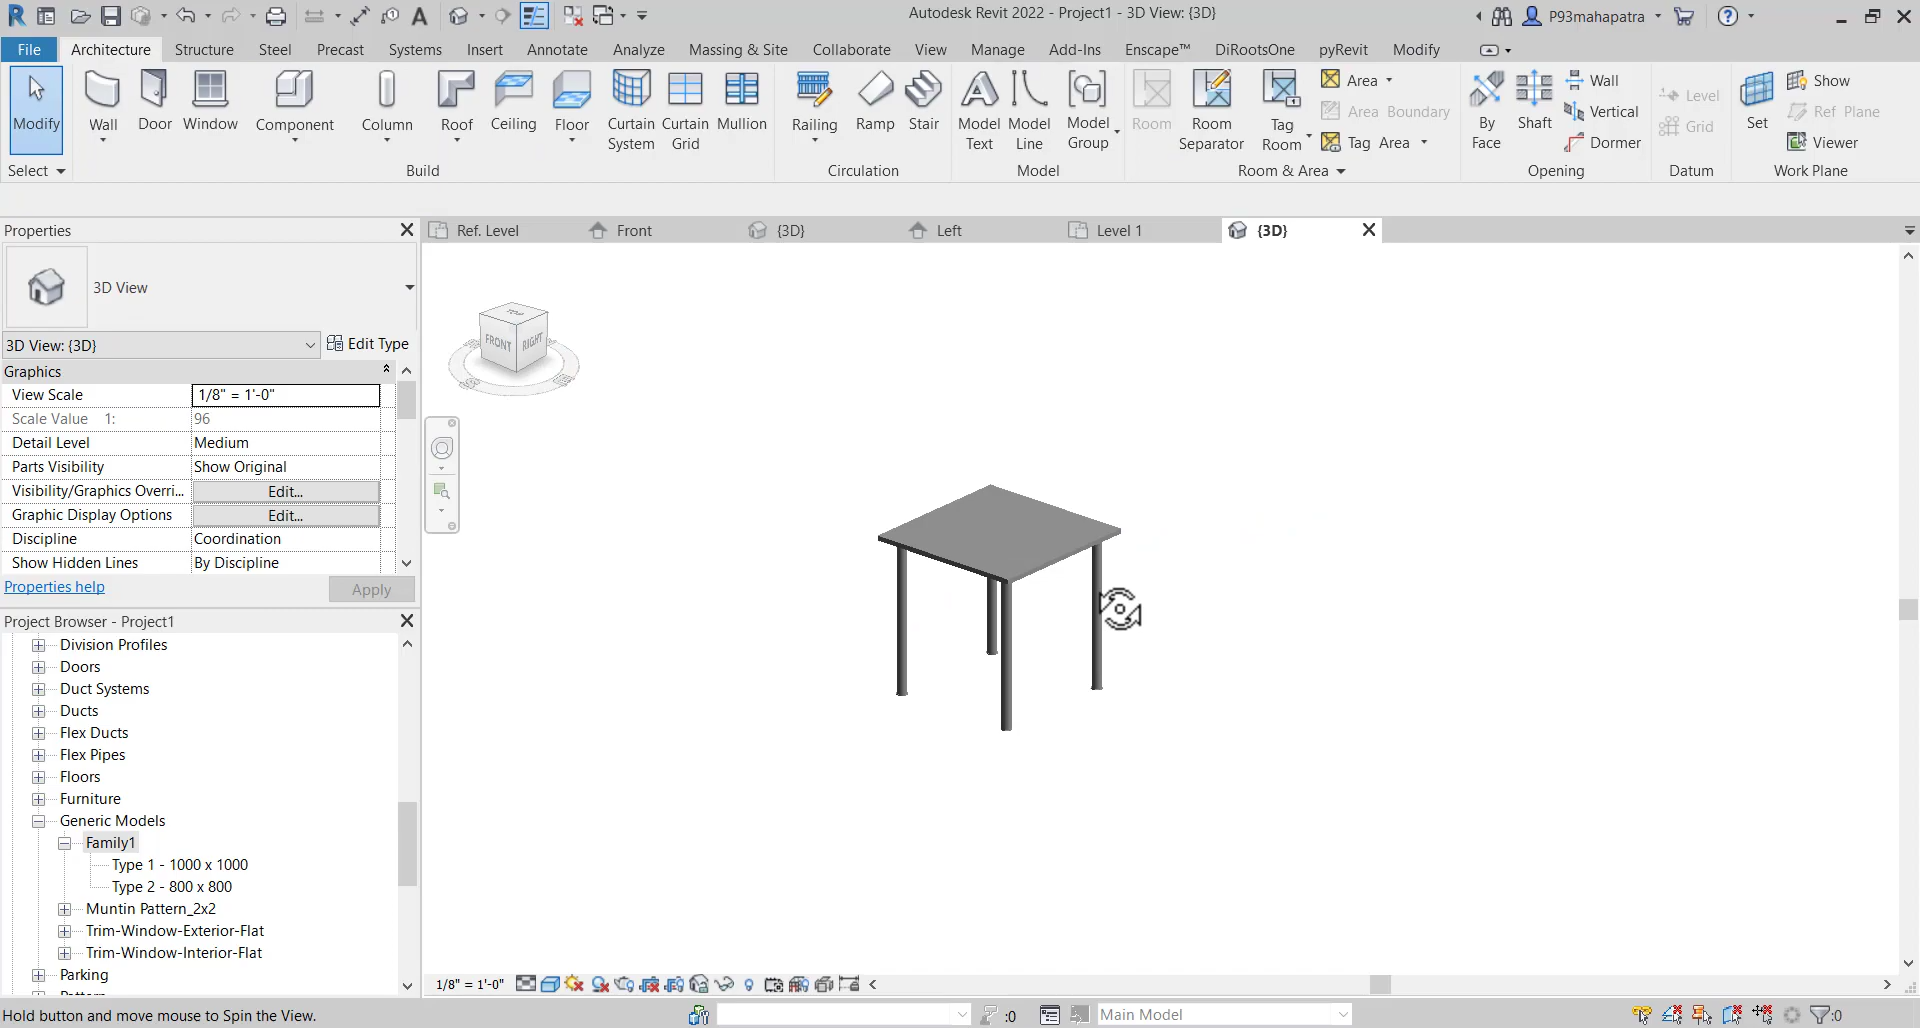 Autodesk Revit 2022 - Project1 - 3D View: {3D}
P93mahapatra
File Architecture Structure Steel Precast Systems Insert Annotate Analyze Massing & Site Collaborate View Manage Add-Ins Enscape™ DiRootsOne pyRevit Modify
Modify
Wall
Door
Window
Component
Column
Roof
Ceiling
Floor
Curtain System
Curtain Grid
Mullion
Railing
Ramp
Stair
Model Text
Model Line
Model Group
Room
Room Separator
Tag Room
Area
Area Boundary
Tag Area
By Face
Shaft
Wall
Vertical
Dormer
Level
Grid
Set
Show
Ref Plane
Viewer
Select
Build
Circulation
Model
Room & Area
Opening
Datum
Work Plane
Properties
Ref. Level
Front
{3D}
Left
Level 1
{3D}
3D View
3D View: {3D}
Edit Type
Graphics
View Scale 1/8" = 1'-0"
Scale Value 1: 96
Detail Level Medium
Parts Visibility Show Original
Visibility/Graphics Overri... Edit...
Graphic Display Options Edit...
Discipline Coordination
Show Hidden Lines By Discipline
Properties help
Apply
TOP
FRONT
RIGHT
Project Browser - Project1
Division Profiles
Doors
Duct Systems
Ducts
Flex Ducts
Flex Pipes
Floors
Furniture
Generic Models
Family1
Type 1 - 1000 x 1000
Type 2 - 800 x 800
Muntin Pattern_2x2
Trim-Window-Exterior-Flat
Trim-Window-Interior-Flat
Parking
1/8" = 1'-0"
Hold button and move mouse to Spin the View.
:0
Main Model
:0